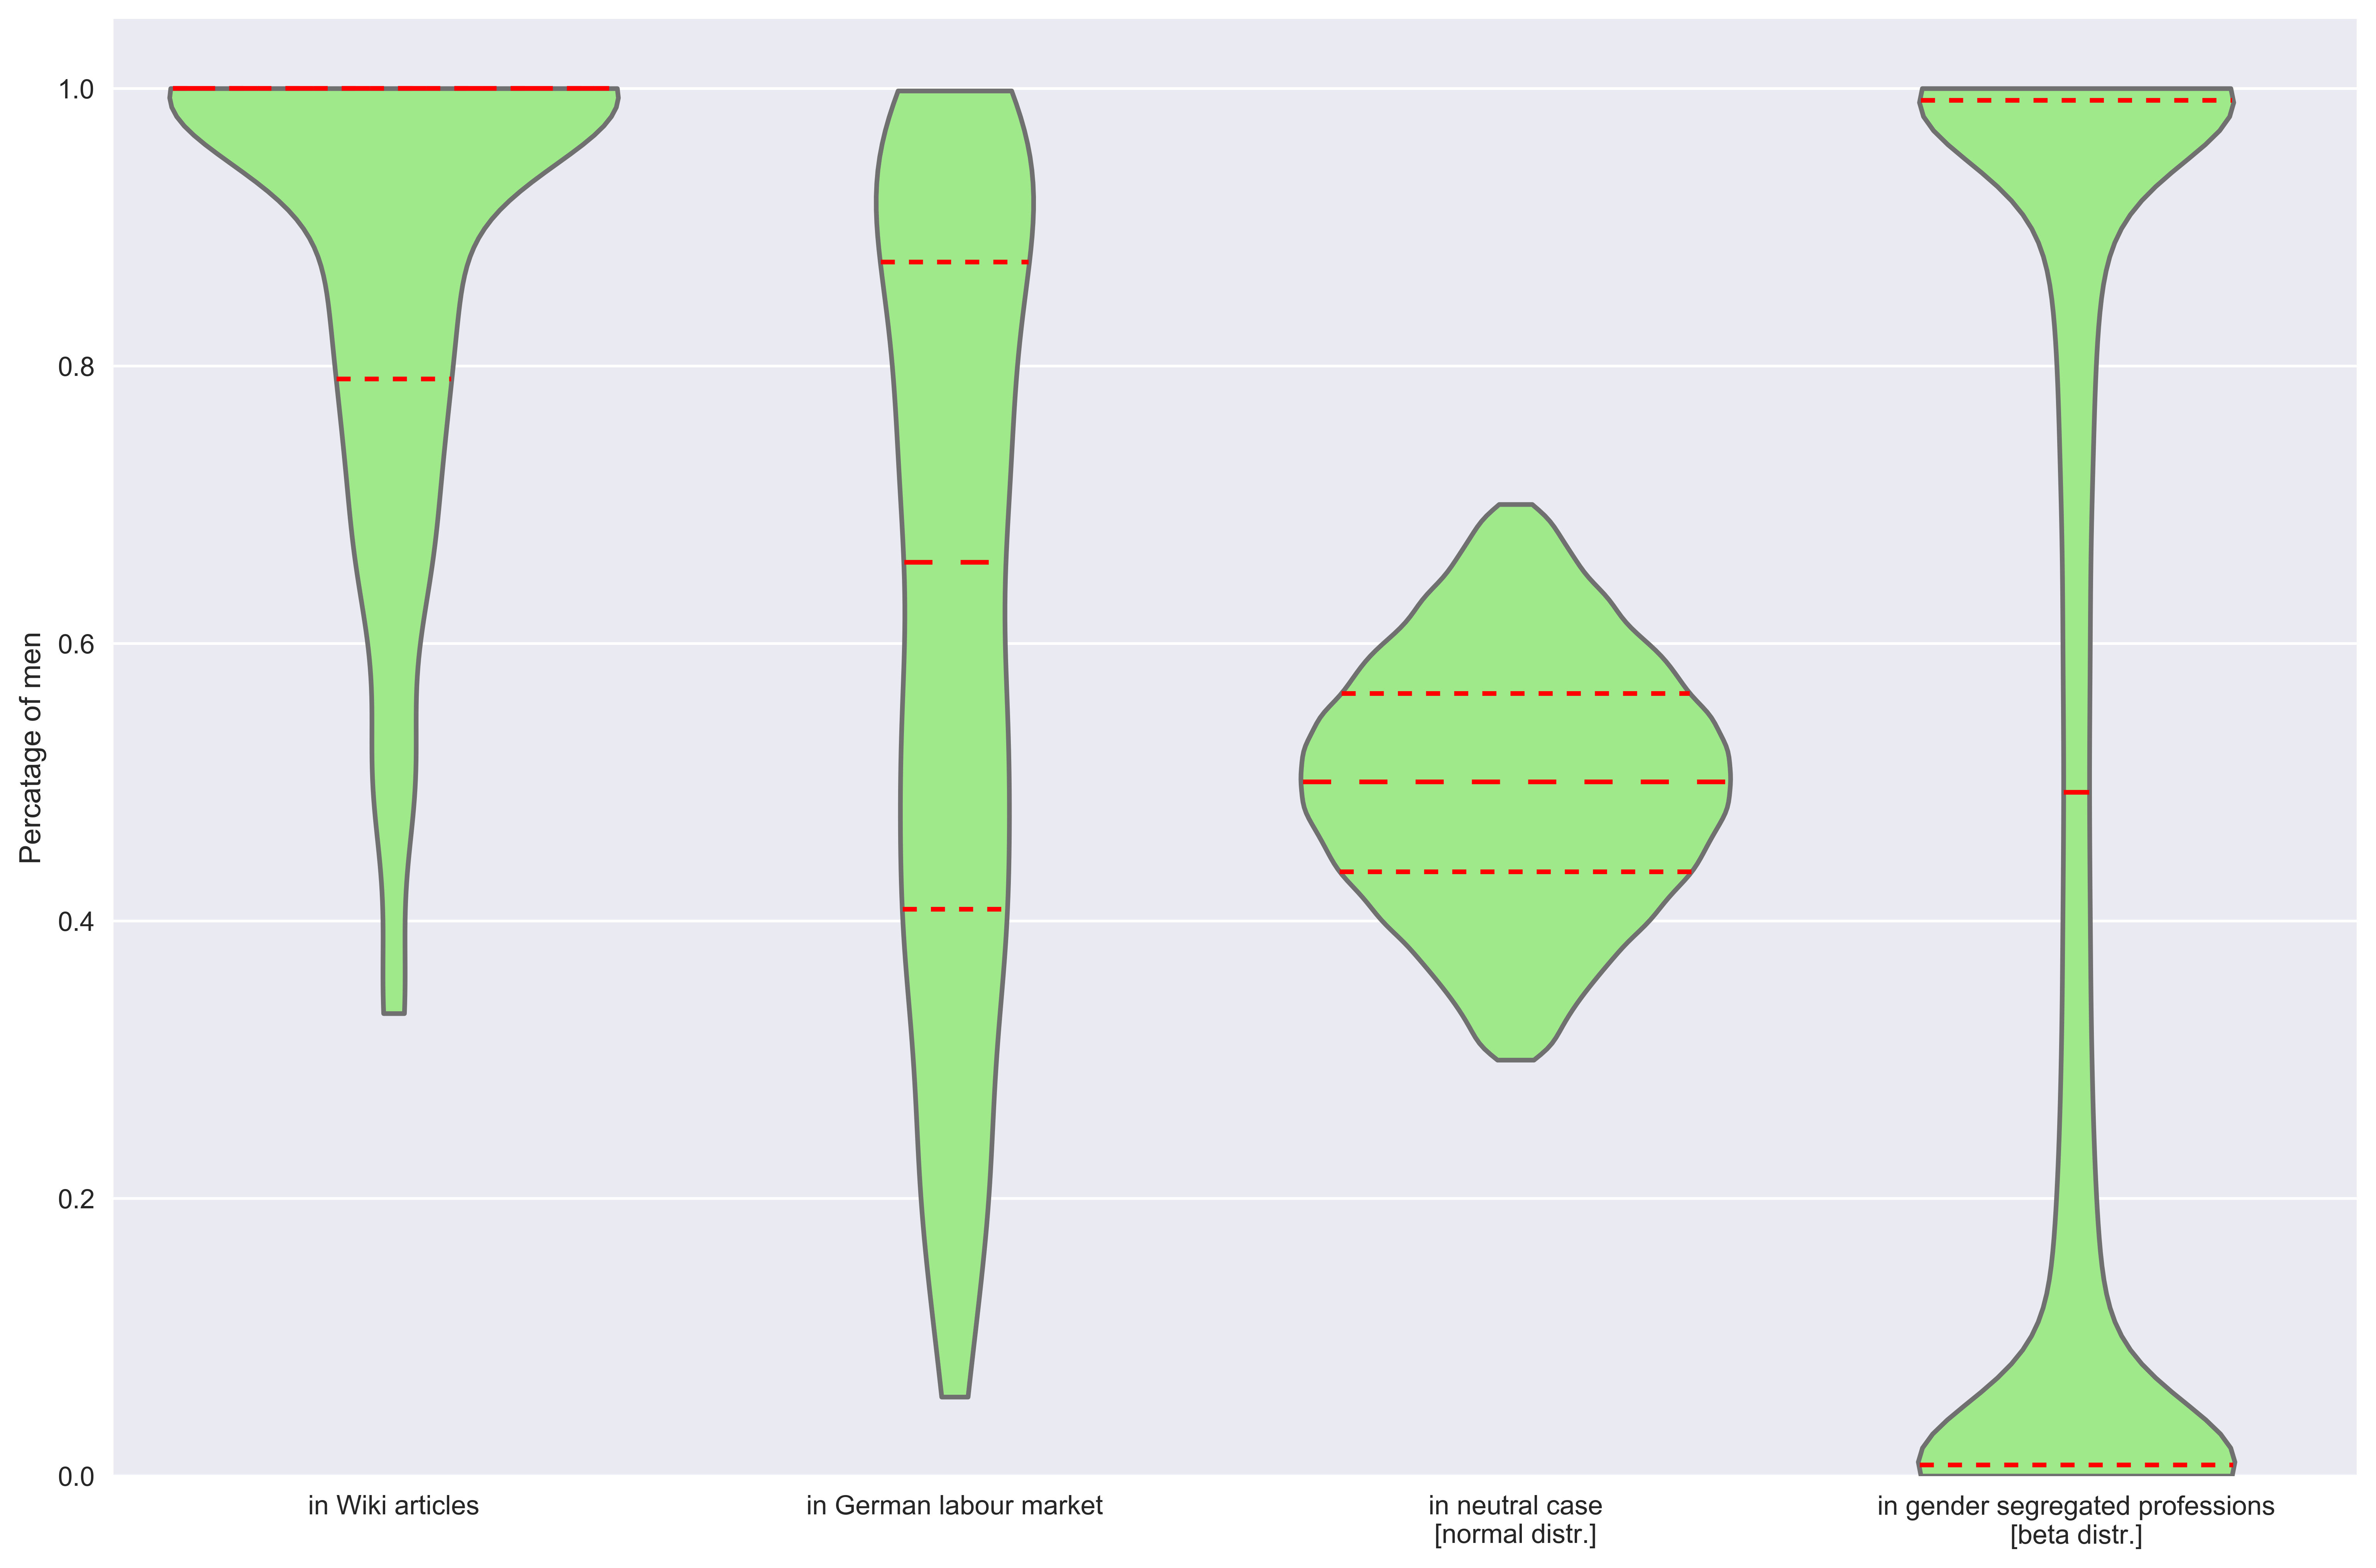 Percatage of men
1.0
0.8
0.6
0.4
0.2
0.0
in Wiki articles
in German labour market
in neutral case
[normal distr.]
in gender segregated professions
[beta distr.]